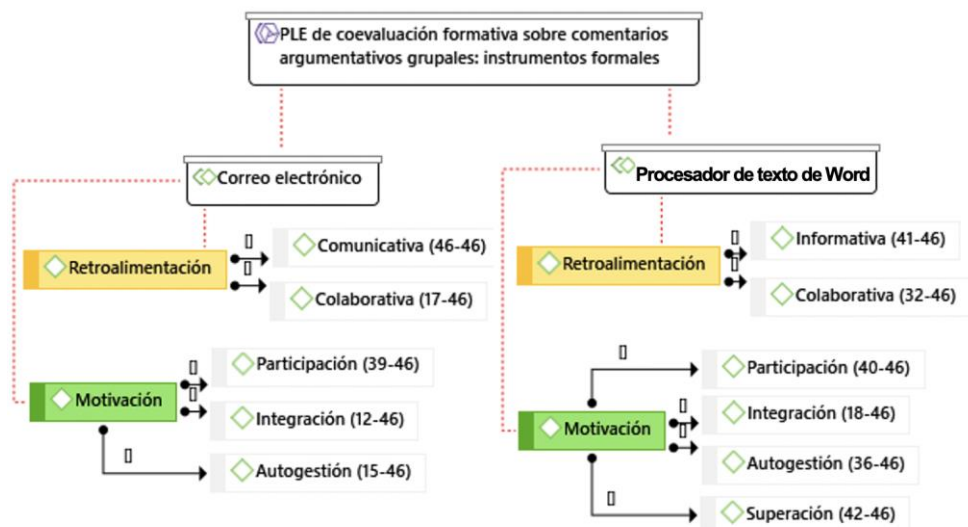 PLE de coevaluación formativa sobre comentarios
argumentativos grupales: instrumentos formales
Correo electrónico
Retroalimentación
Comunicativa (46-46)
Colaborativa (17-46)
Motivación
Participación (39-46)
Integración (12-46)
Autogestión (15-46)
Procesador de texto de Word
Retroalimentación
Informativa (41-46)
Colaborativa (32-46)
Motivación
Participación (40-46)
Integración (18-46)
Autogestión (36-46)
Superación (42-46)